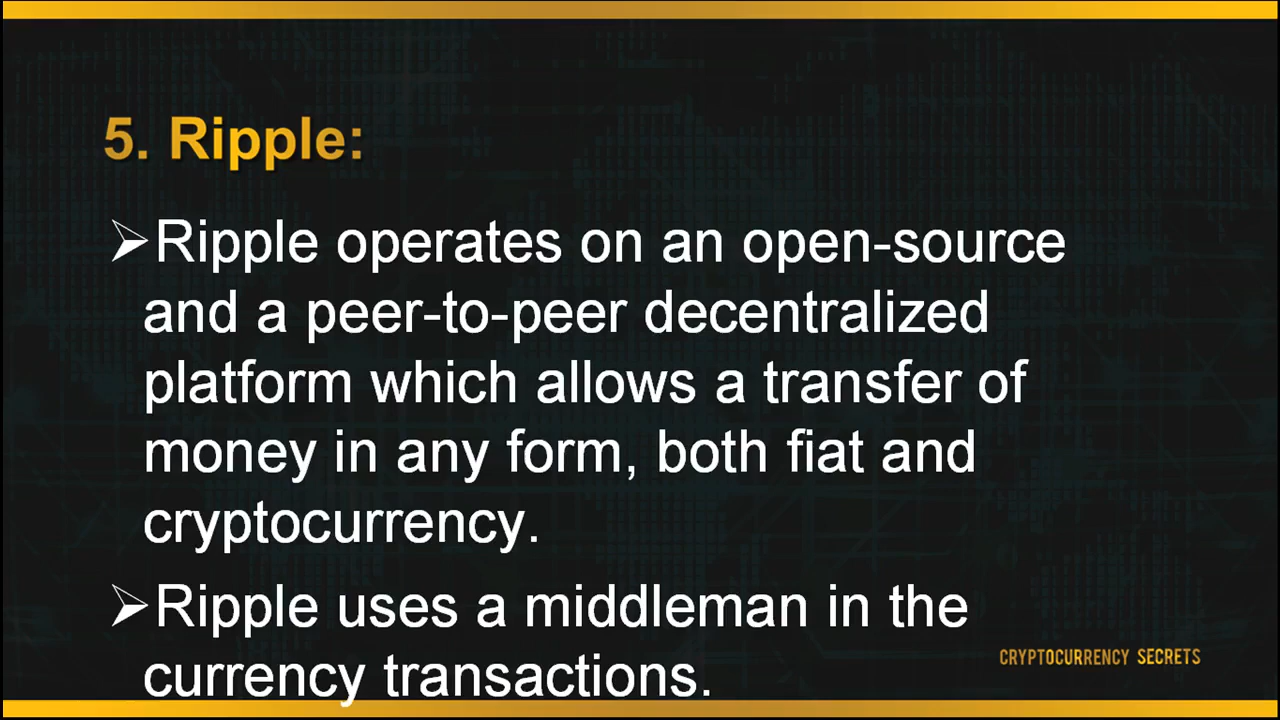 5. Ripple:
➢Ripple operates on an open-source
and a peer-to-peer decentralized
platform which allows a transfer of
money in any form, both fiat and
cryptocurrency.
➢Ripple uses a middleman in the
currency transactions.
CRYPTOCURRENCY SECRETS